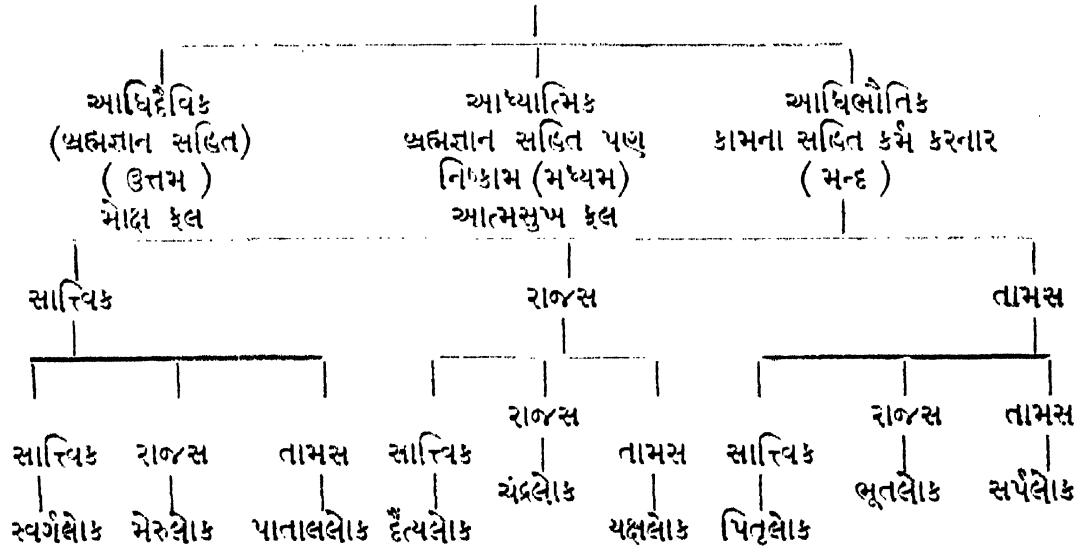 આધિદૈવિક આધ્યાત્મિક આધિભૌતિક
(બ્રહ્મજ્ઞાન સહિત) બ્રહ્મજ્ઞાન સહિત પણ કામના સહિત કર્મ કરનાર
( ઉત્તમ ) નિષ્કામ (મધ્યમ) ( મન્દ )
મોક્ષ ફલ આત્મસુખ ફલ
સાત્ત્વિક રાજસ તામસ
રાજસ રાજસ તામસ
સાત્ત્વિક રાજસ તામસ સાત્ત્વિક તામસ સાત્ત્વિક
ચંદ્રલોક ભૂતલોક સર્પલોક
સ્વર્ગલોક મેરુલોક પાતાલલોક દૈત્યલોક યક્ષલોક પિતૃલોક